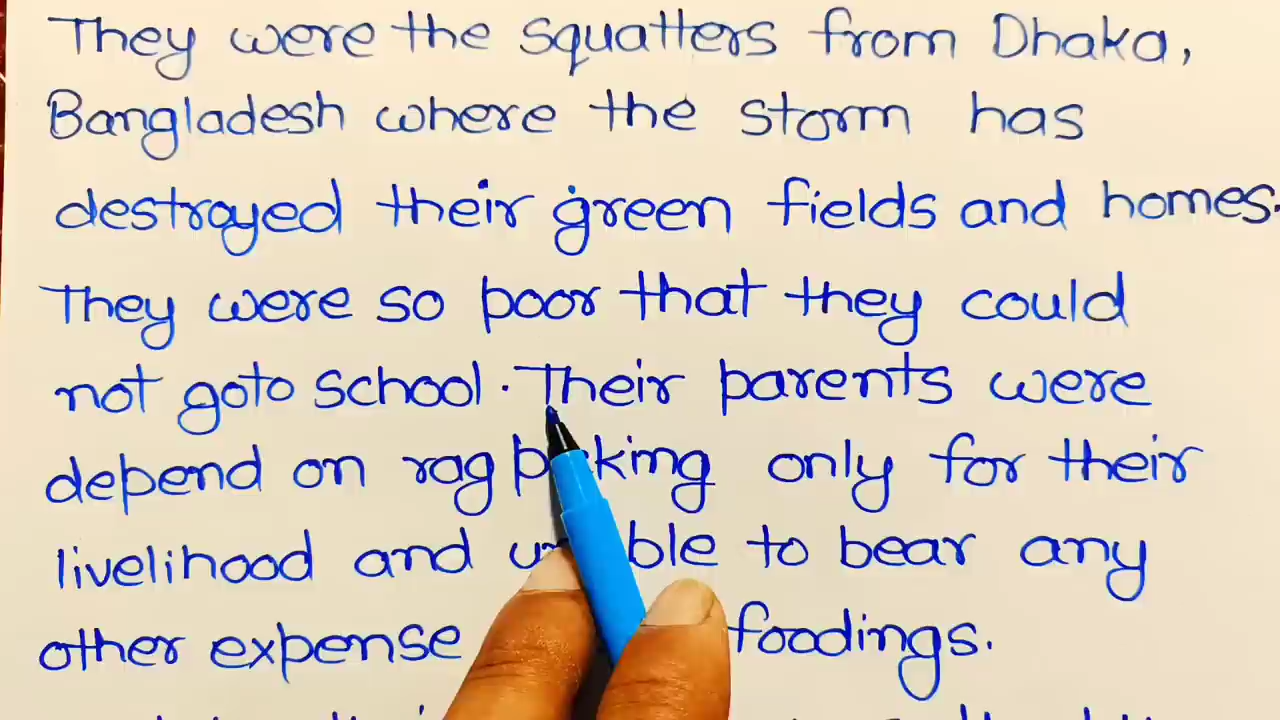 They were the squatters from Dhaka,
Bangladesh where the storm has
destroyed their green fields and homes.
They were so poor that they could
not goto school. Their parents were
depend on rag only for their
livelihood and to bear any
other expense foodings.